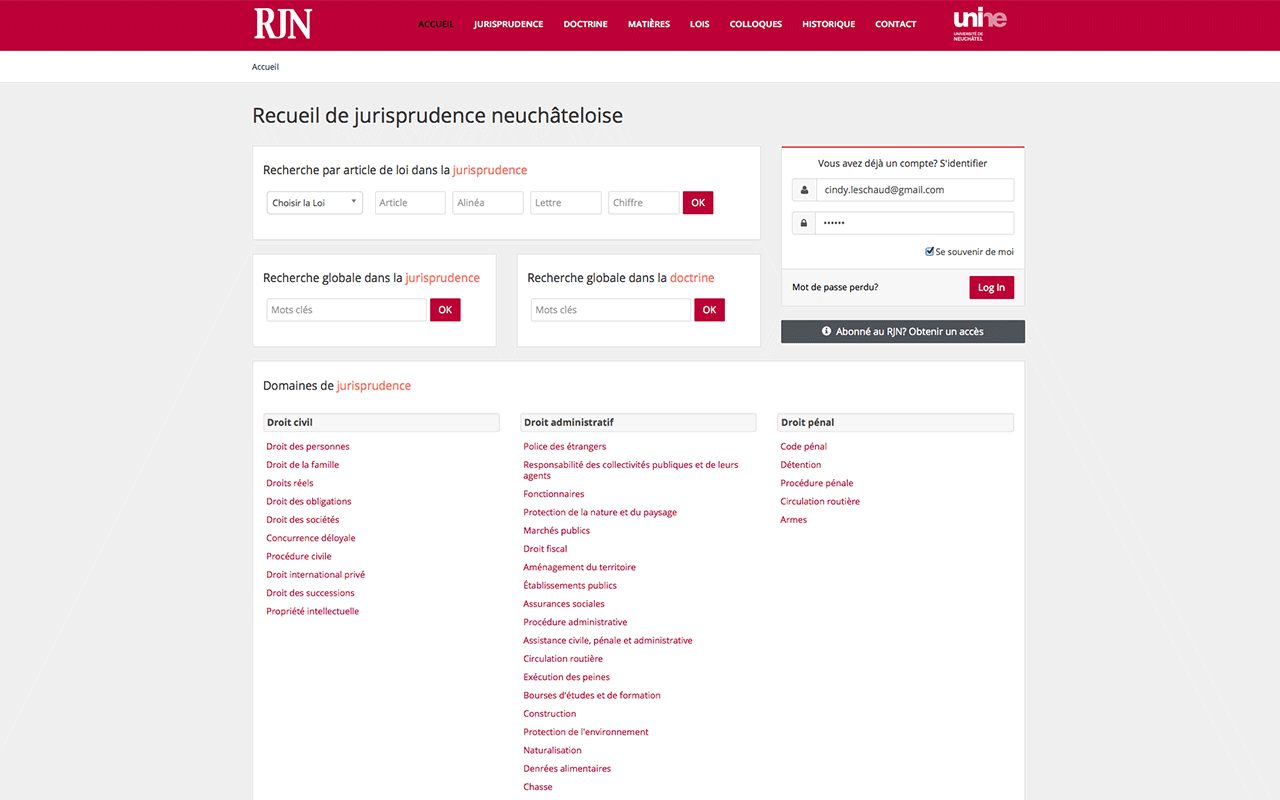 RJN
ACCUEIL JURISPRUDENCE DOCTRINE MATIÈRES LOIS COLLOQUES HISTORIQUE CONTACT
unine
UNIVERSITÉ DE
NEUCHÂTEL
Accueil
Recueil de jurisprudence neuchâteloise
Recherche par article de loi dans la jurisprudence
Choisir la Loi Article Alinéa Lettre Chiffre OK
Recherche globale dans la jurisprudence
Mots clés OK
Recherche globale dans la doctrine
Mots clés OK
Vous avez déjà un compte? S'identifier
cindy.leschaud@gmail.com
••••••
Se souvenir de moi
Mot de passe perdu? Log In
Abonné au RJN? Obtenir un accès
Domaines de jurisprudence
Droit civil
Droit des personnes
Droit de la famille
Droits réels
Droit des obligations
Droit des sociétés
Concurrence déloyale
Procédure civile
Droit international privé
Droit des successions
Propriété intellectuelle
Droit administratif
Police des étrangers
Responsabilité des collectivités publiques et de leurs
agents
Fonctionnaires
Protection de la nature et du paysage
Marchés publics
Droit fiscal
Aménagement du territoire
Établissements publics
Assurances sociales
Procédure administrative
Assistance civile, pénale et administrative
Circulation routière
Exécution des peines
Bourses d'études et de formation
Construction
Protection de l'environnement
Naturalisation
Denrées alimentaires
Chasse
Droit pénal
Code pénal
Détention
Procédure pénale
Circulation routière
Armes